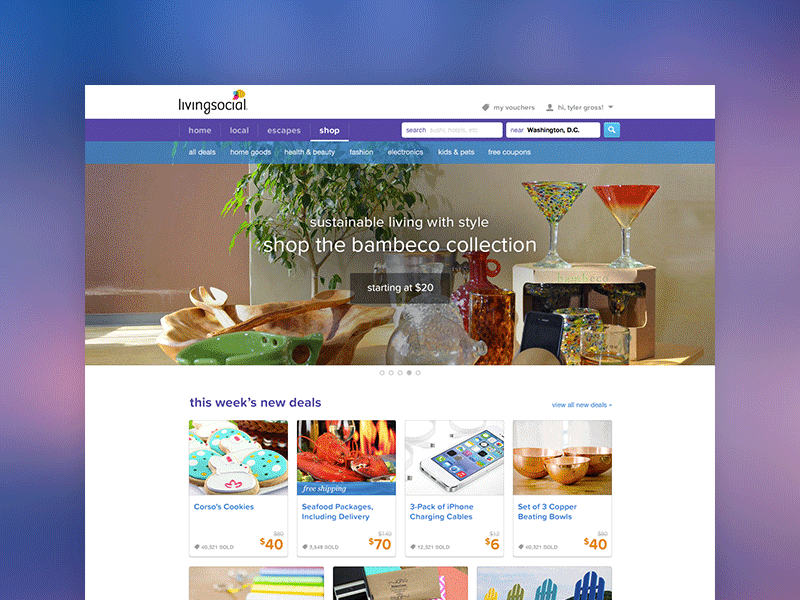 livingsocial
my vouchers hi, tyler gross!
home local escapes shop
search sushi, hotels, etc near Washington, D.C.
all deals home goods health & beauty fashion electronics kids & pets free coupons
sustainable living with style
shop the bambeco collection
bambeco
starting at $20
this week's new deals
view all new deals »
free shipping
Corso's Cookies
Seafood Packages,
Including Delivery
3-Pack of iPhone
Charging Cables
Set of 3 Copper
Beating Bowls
$80
40,321 SOLD $40
$140
3,548 SOLD $70
$12
12,321 SOLD $6
$80
40,321 SOLD $40